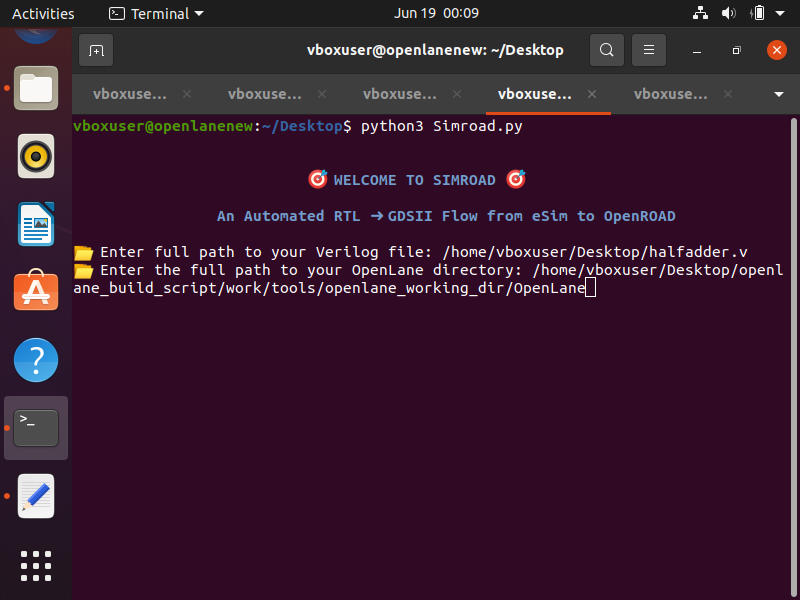 Activities Terminal Jun 19 00:09
vboxuser@openlanenew: ~/Desktop
vboxuse... vboxuse... vboxuse... vboxuse... vboxuse...
vboxuser@openlanenew:~/Desktop$ python3 Simroad.py
🎯 WELCOME TO SIMROAD 🎯
An Automated RTL →GDSII Flow from eSim to OpenROAD
📂 Enter full path to your Verilog file: /home/vboxuser/Desktop/halfadder.v
📂 Enter the full path to your OpenLane directory: /home/vboxuser/Desktop/openl
ane_build_script/work/tools/openlane_working_dir/OpenLane